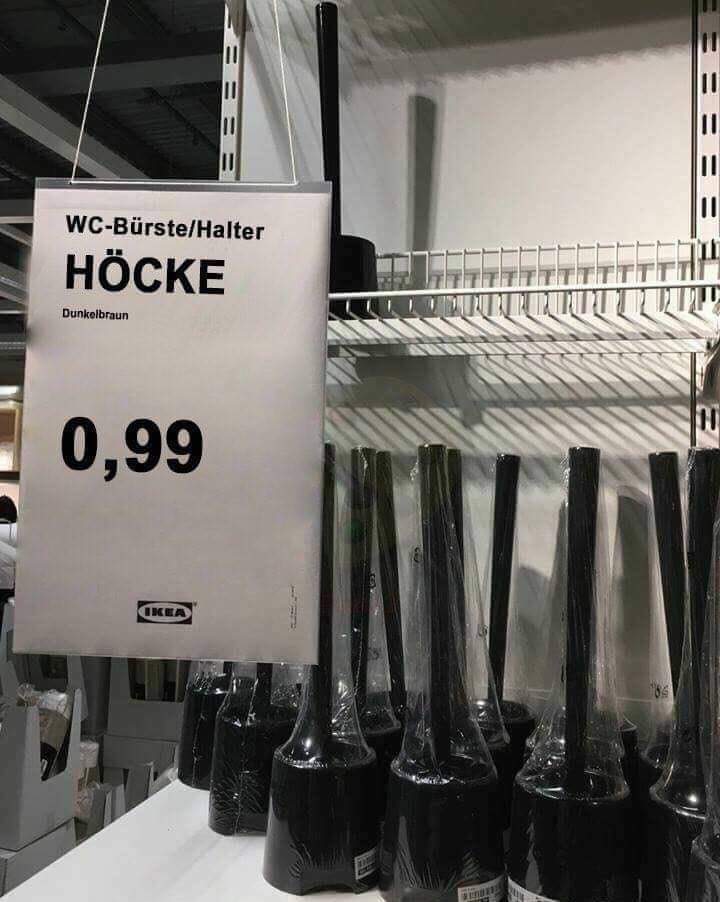 WC-Bürste/Halter
HÖCKE
Dunkelbraun
0,99
IKEA